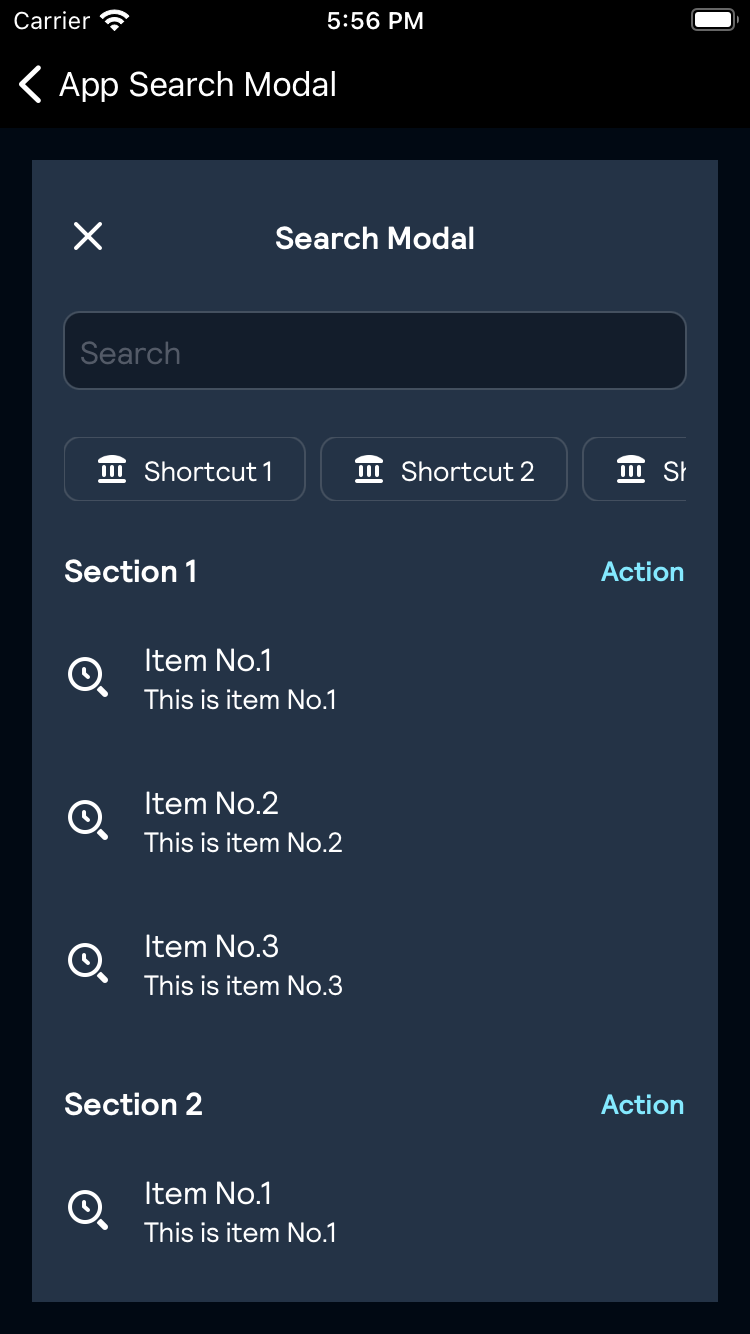 Carrier 5:56 PM
App Search Modal
Search Modal
Search
Shortcut 1 Shortcut 2
Section 1 Action
Item No.1
This is item No.1
Item No.2
This is item No.2
Item No.3
This is item No.3
Section 2 Action
Item No.1
This is item No.1